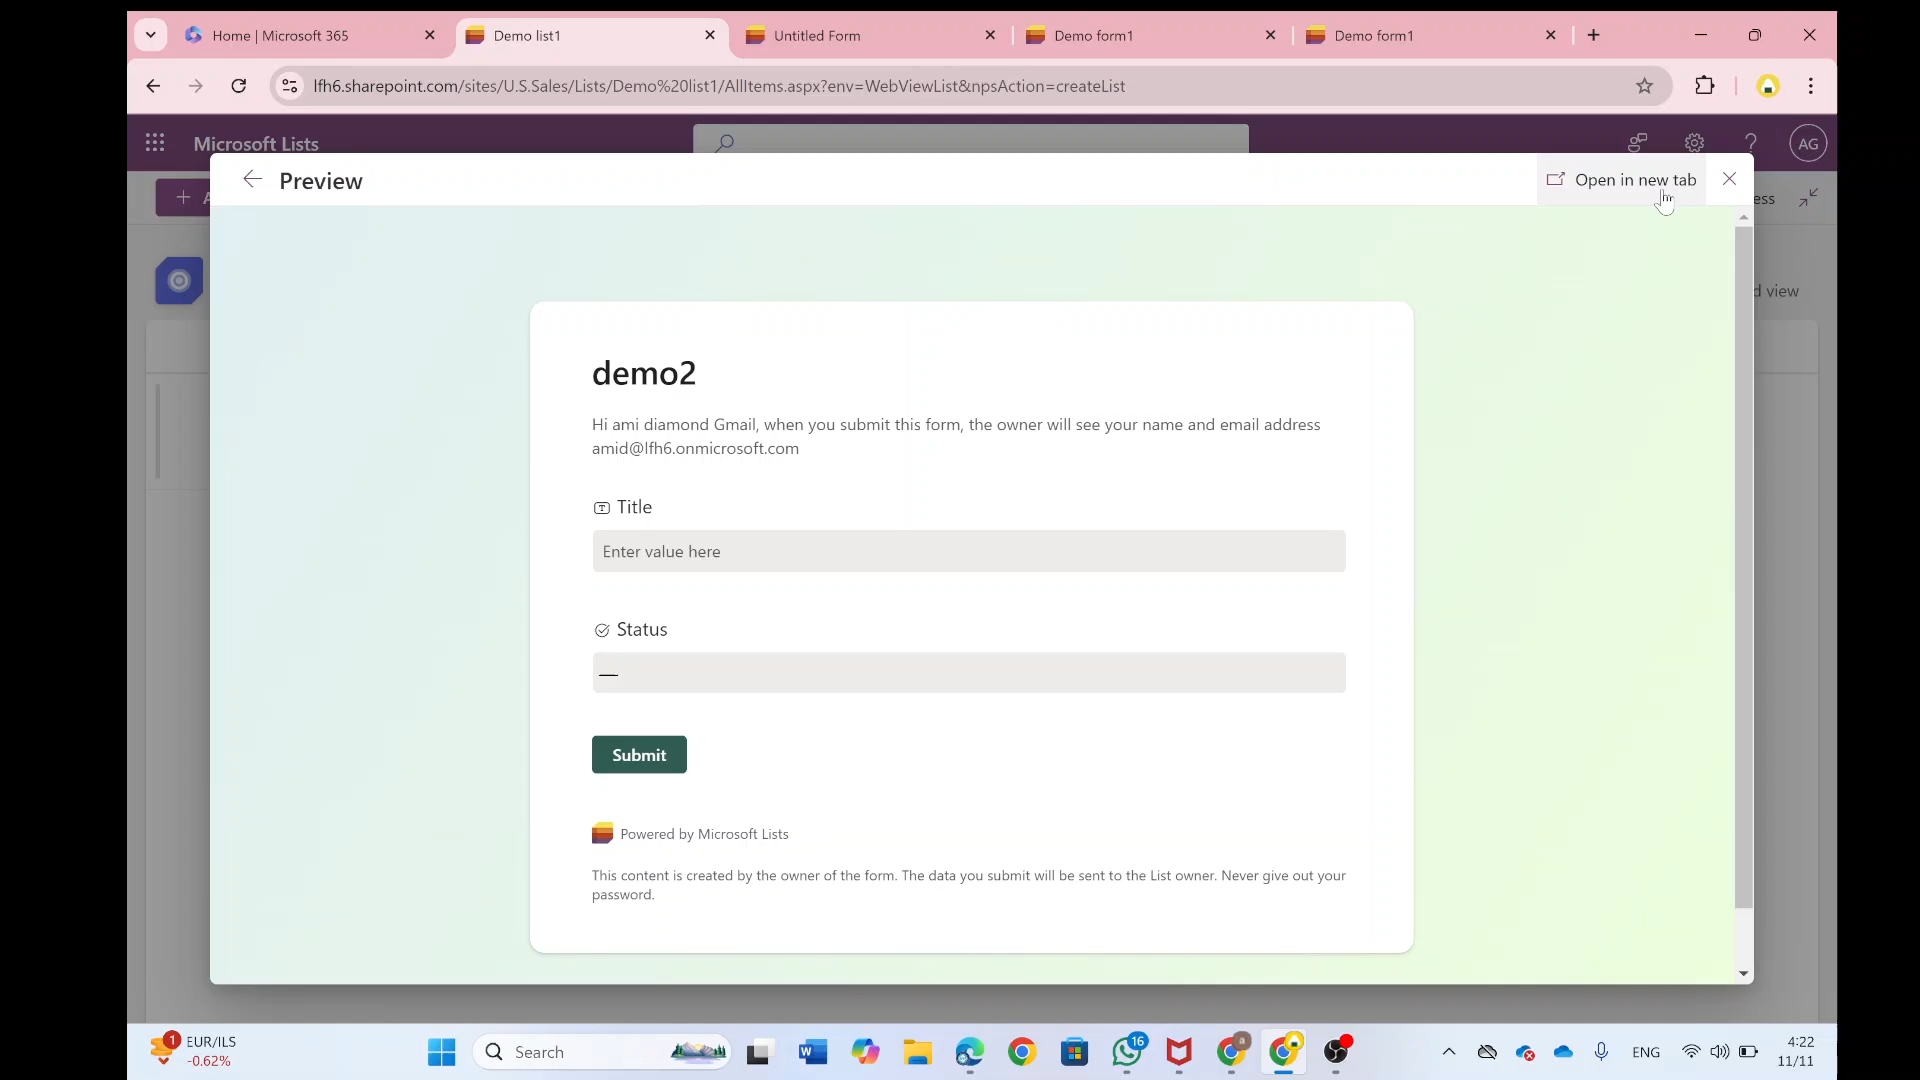 Home | Microsoft 365
Demo list1
Untitled Form
Demo form1
Demo form1
lfh6.sharepoint.com/sites/U.S.Sales/Lists/Demo%20list1/AllItems.aspx?env=WebViewList&npsAction=createList
Microsoft Lists
AG
Preview
Open in new tab
A
ess
d view
demo2
Hi ami diamond Gmail, when you submit this form, the owner will see your name and email address
amid@lfh6.onmicrosoft.com
Title
Enter value here
Status
—
Submit
Powered by Microsoft Lists
This content is created by the owner of the form. The data you submit will be sent to the List owner. Never give out your
password.
1
EUR/ILS
-0.62%
Search
16
a
ENG
4:22
11/11